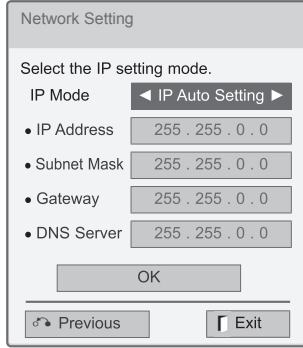 Network Setting
Select the IP setting mode.
IP Mode ◄ IP Auto Setting ►
• IP Address 255 . 255 . 0 . 0
• Subnet Mask 255 . 255 . 0 . 0
• Gateway 255 . 255 . 0 . 0
• DNS Server 255 . 255 . 0 . 0
OK
Previous Exit